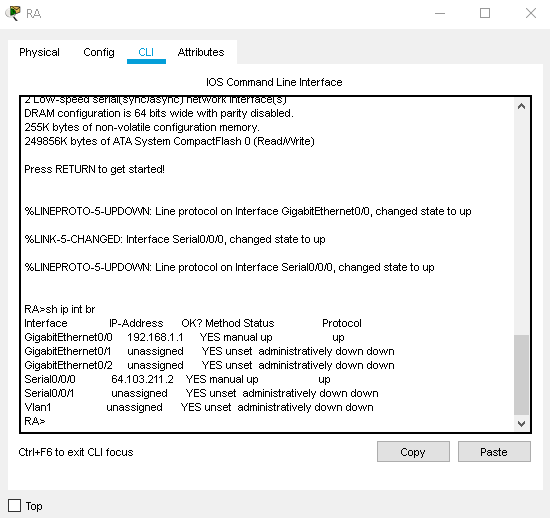 RA
Physical Config CLI Attributes
IOS Command Line Interface
2 Low-speed serial(sync/async) network interface(s)
DRAM configuration is 64 bits wide with parity disabled.
255K bytes of non-volatile configuration memory.
249856K bytes of ATA System CompactFlash 0 (Read/Write)
Press RETURN to get started!
%LINEPROTO-5-UPDOWN: Line protocol on Interface GigabitEthernet0/0, changed state to up
%LINK-5-CHANGED: Interface Serial0/0/0, changed state to up
%LINEPROTO-5-UPDOWN: Line protocol on Interface Serial0/0/0, changed state to up
RA>sh ip int br
Interface IP-Address OK? Method Status Protocol
GigabitEthernet0/0 192.168.1.1 YES manual up up
GigabitEthernet0/1 unassigned YES unset administratively down down
GigabitEthernet0/2 unassigned YES unset administratively down down
Serial0/0/0 64.103.211.2 YES manual up up
Serial0/0/1 unassigned YES unset administratively down down
Vlan1 unassigned YES unset administratively down down
RA>
Ctrl+F6 to exit CLI focus Copy Paste
Top